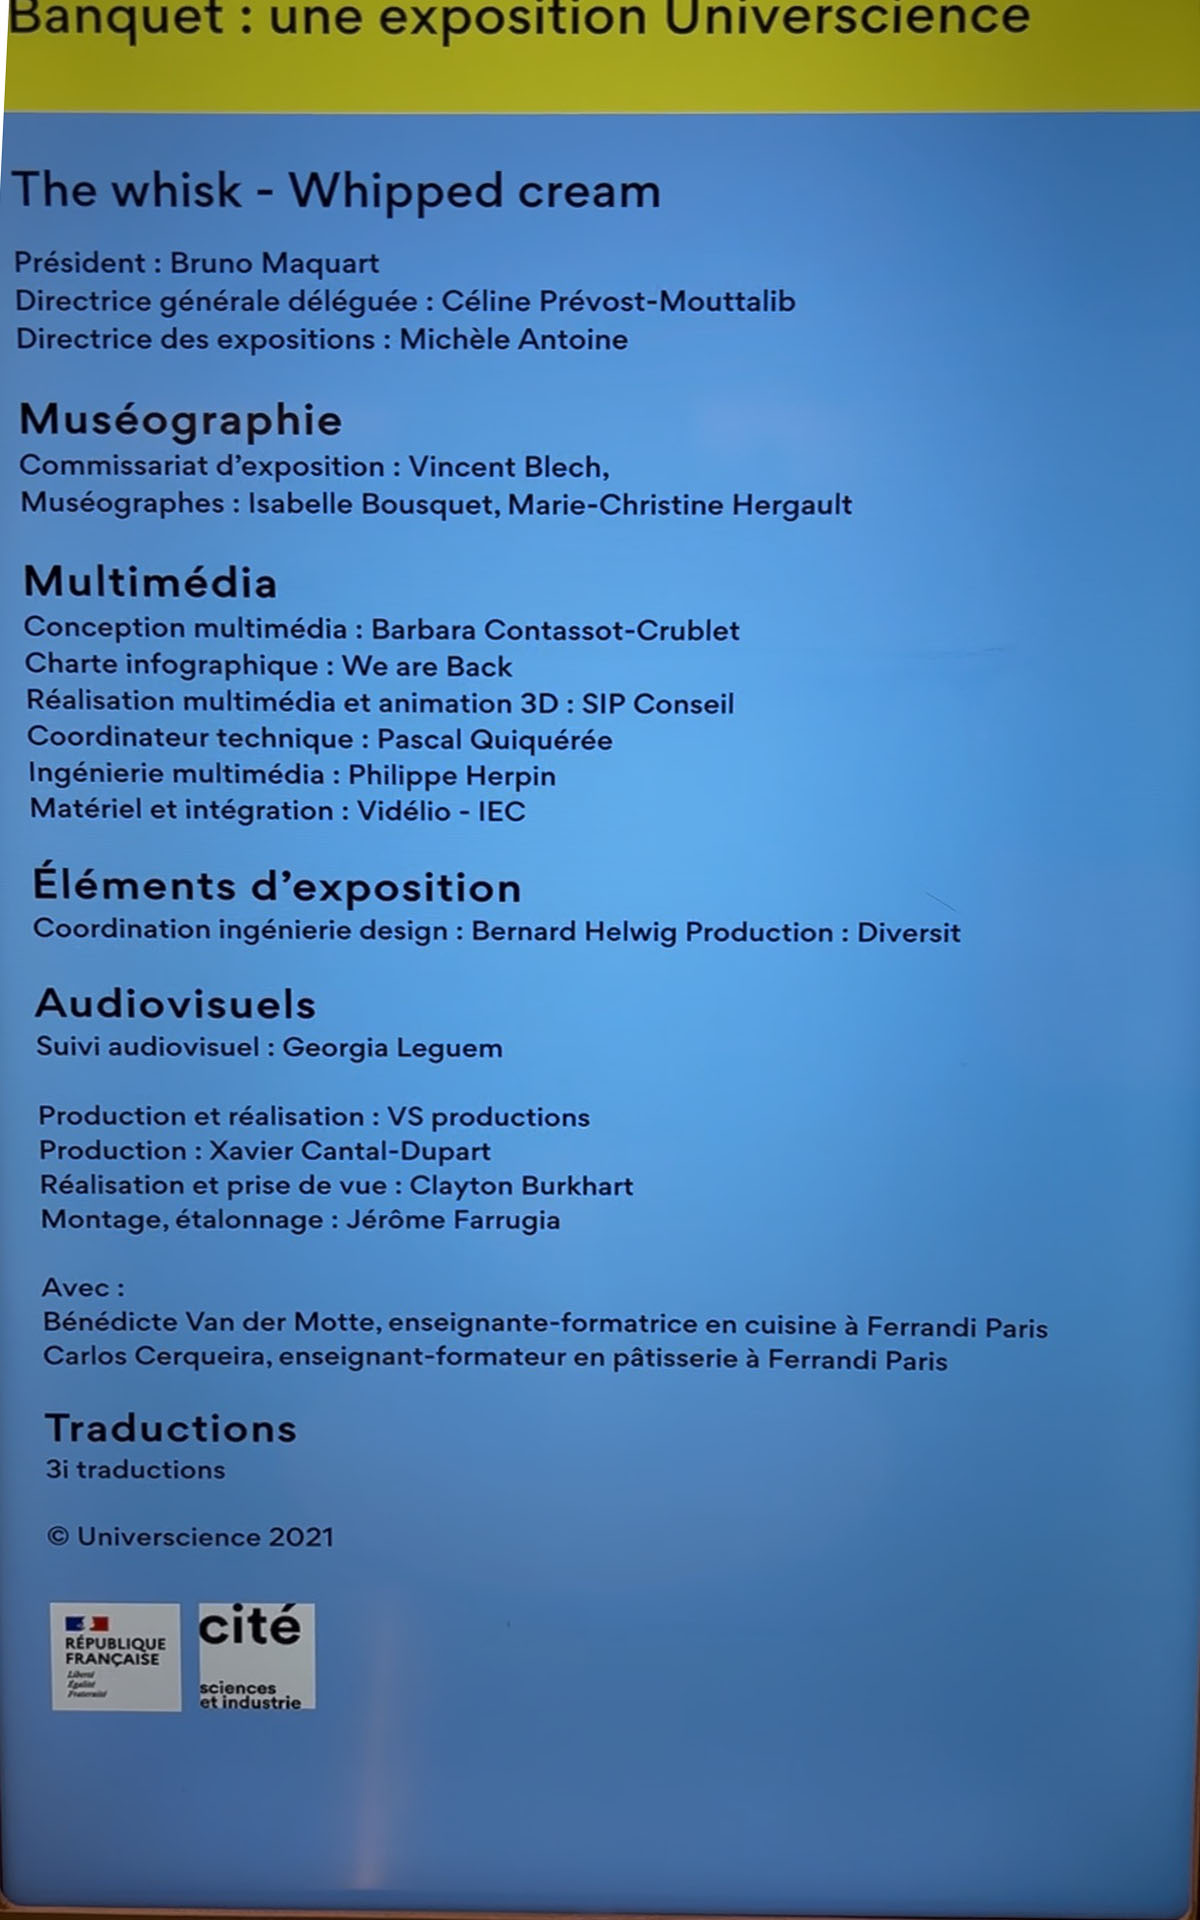 Banquet : une exposition Universcience
The whisk - Whipped cream
Président : Bruno Maquart
Directrice générale déléguée : Céline Prévost-Mouttalib
Directrice des expositions : Michèle Antoine
Muséographie
Commissariat d’exposition : Vincent Blech,
Muséographes : Isabelle Bousquet, Marie-Christine Hergault
Multimédia
Conception multimédia : Barbara Contassot-Crublet
Charte infographique : We are Back
Réalisation multimédia et animation 3D : SIP Conseil
Coordinateur technique : Pascal Quiquérée
Ingénierie multimédia : Philippe Herpin
Matériel et intégration : Vidélio - IEC
Éléments d’exposition
Coordination ingénierie design : Bernard Helwig Production : Diversit
Audiovisuels
Suivi audiovisuel : Georgia Leguem
Production et réalisation : VS productions
Production : Xavier Cantal-Dupart
Réalisation et prise de vue : Clayton Burkhart
Montage, étalonnage : Jérôme Farrugia
Avec :
Bénédicte Van der Motte, enseignante-formatrice en cuisine à Ferrandi Paris
Carlos Cerqueira, enseignant-formateur en pâtisserie à Ferrandi Paris
Traductions
3i traductions
© Universcience 2021
RÉPUBLIQUE
FRANÇAISE
Liberté
Égalité
Fraternité
cité
sciences
et industrie